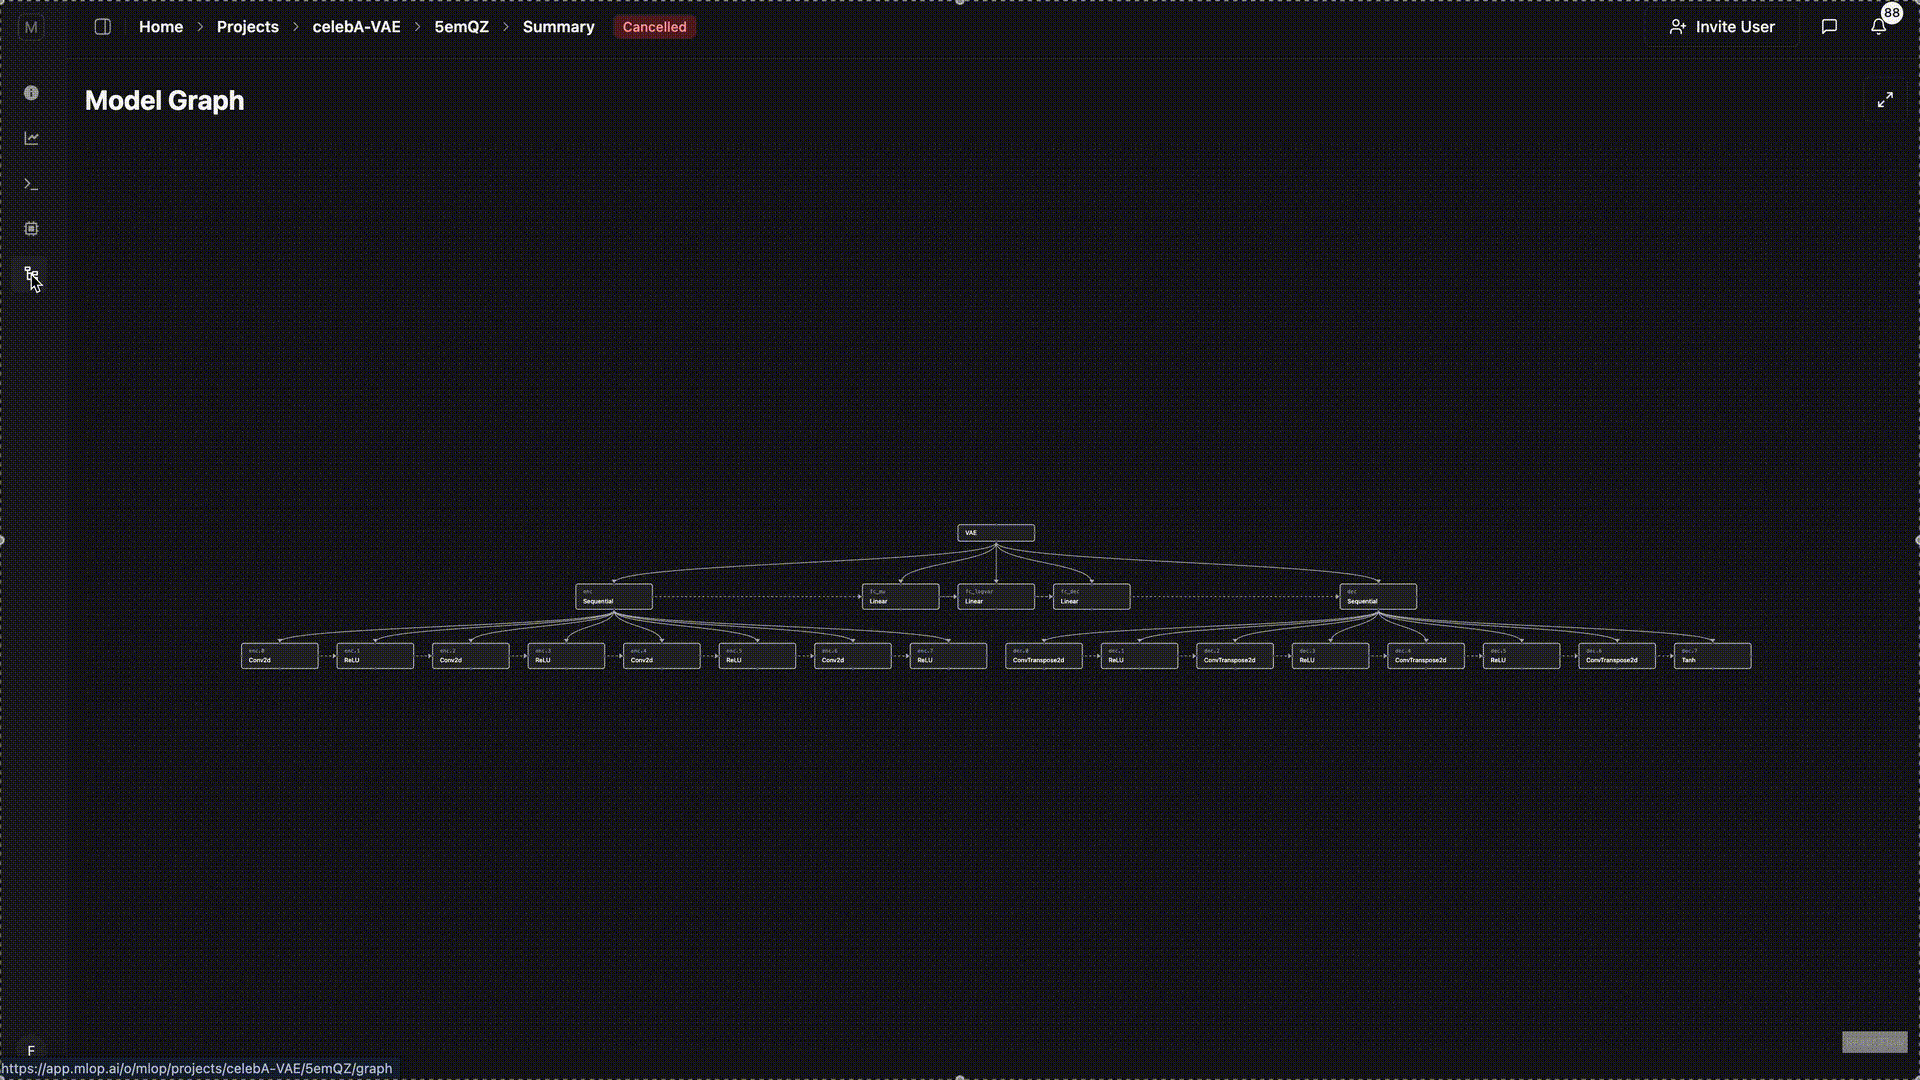 M
Home > Projects > celebA-VAE > 5emQZ > Summary Cancelled
Invite User
88
Model Graph
VAE
enc
Sequential
fc_mu
Linear
fc_logvar
Linear
fc_dec
Linear
dec
Sequential
enc.0
Conv2d
enc.1
ReLU
enc.2
Conv2d
enc.3
ReLU
enc.4
Conv2d
enc.5
ReLU
enc.6
Conv2d
enc.7
ReLU
dec.0
ConvTranspose2d
dec.1
ReLU
dec.2
ConvTranspose2d
dec.3
ReLU
dec.4
ConvTranspose2d
dec.5
ReLU
dec.6
ConvTranspose2d
dec.7
Tanh
F
https://app.mlop.ai/o/mlop/projects/celebA-VAE/5emQZ/graph